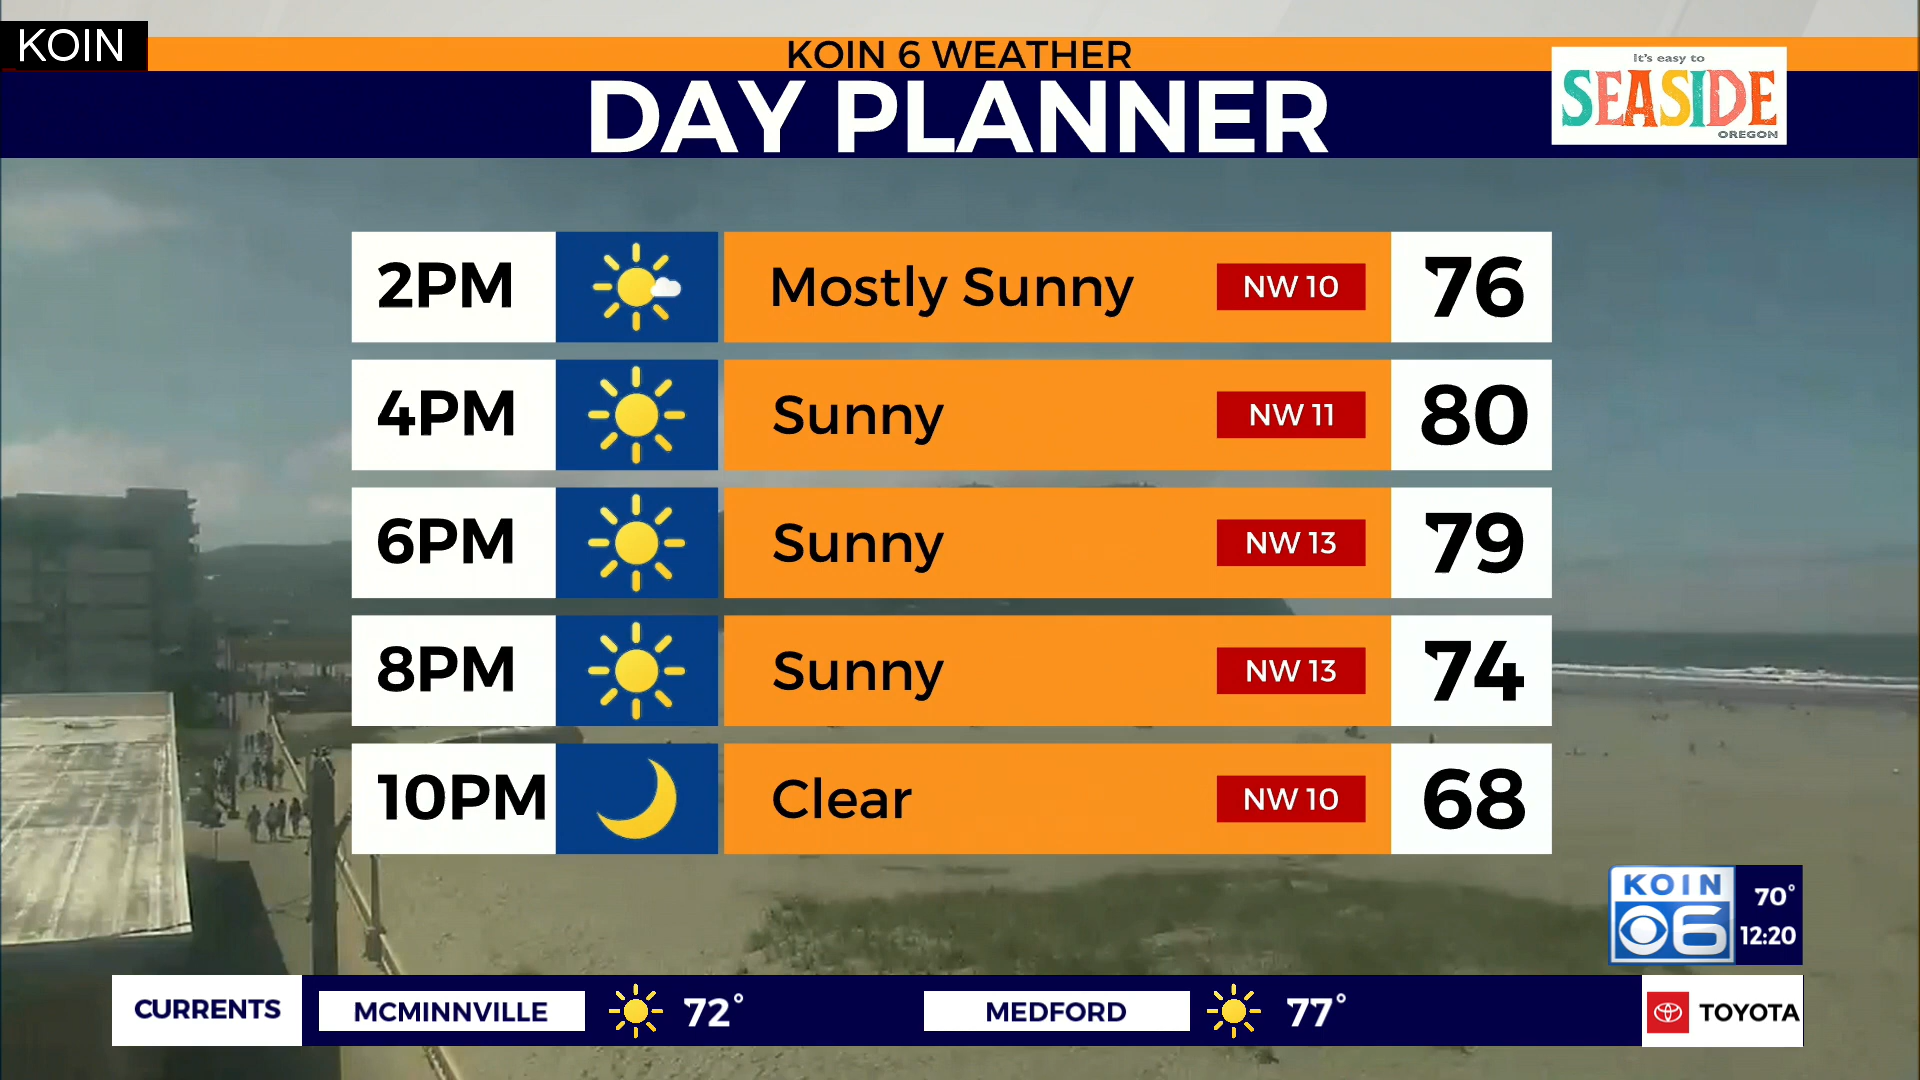 KOIN
KOIN 6 WEATHER
DAY PLANNER
It's easy to
SEASIDE
OREGON
2PM Mostly Sunny NW 10 76
4PM Sunny NW 11 80
6PM Sunny NW 13 79
8PM Sunny NW 13 74
10PM Clear NW 10 68
KOIN
6
70°
12:20
CURRENTS MCMINNVILLE 72° MEDFORD 77° TOYOTA